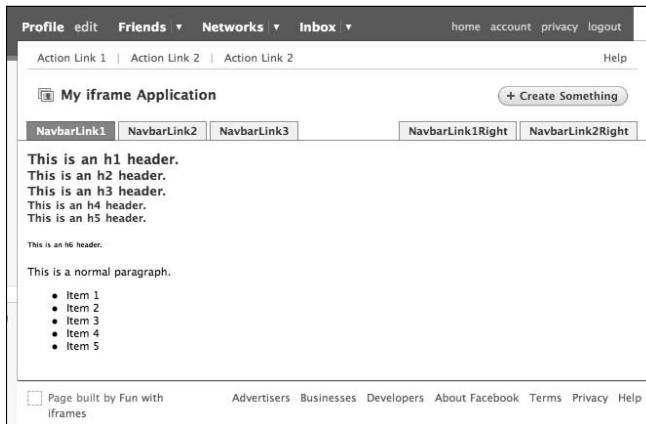 Profile edit Friends ▾ Networks ▾ Inbox ▾ home account privacy logout
Action Link 1 | Action Link 2 | Action Link 2 Help
My iframe Application + Create Something
NavbarLink1 NavbarLink2 NavbarLink3 NavbarLink1Right NavbarLink2Right
This is an h1 header.
This is an h2 header.
This is an h3 header.
This is an h4 header.
This is an h5 header.
This is an h6 header.
This is a normal paragraph.
• Item 1
• Item 2
• Item 3
• Item 4
• Item 5
Page built by Fun with Advertisers Businesses Developers About Facebook Terms Privacy Help
iframes